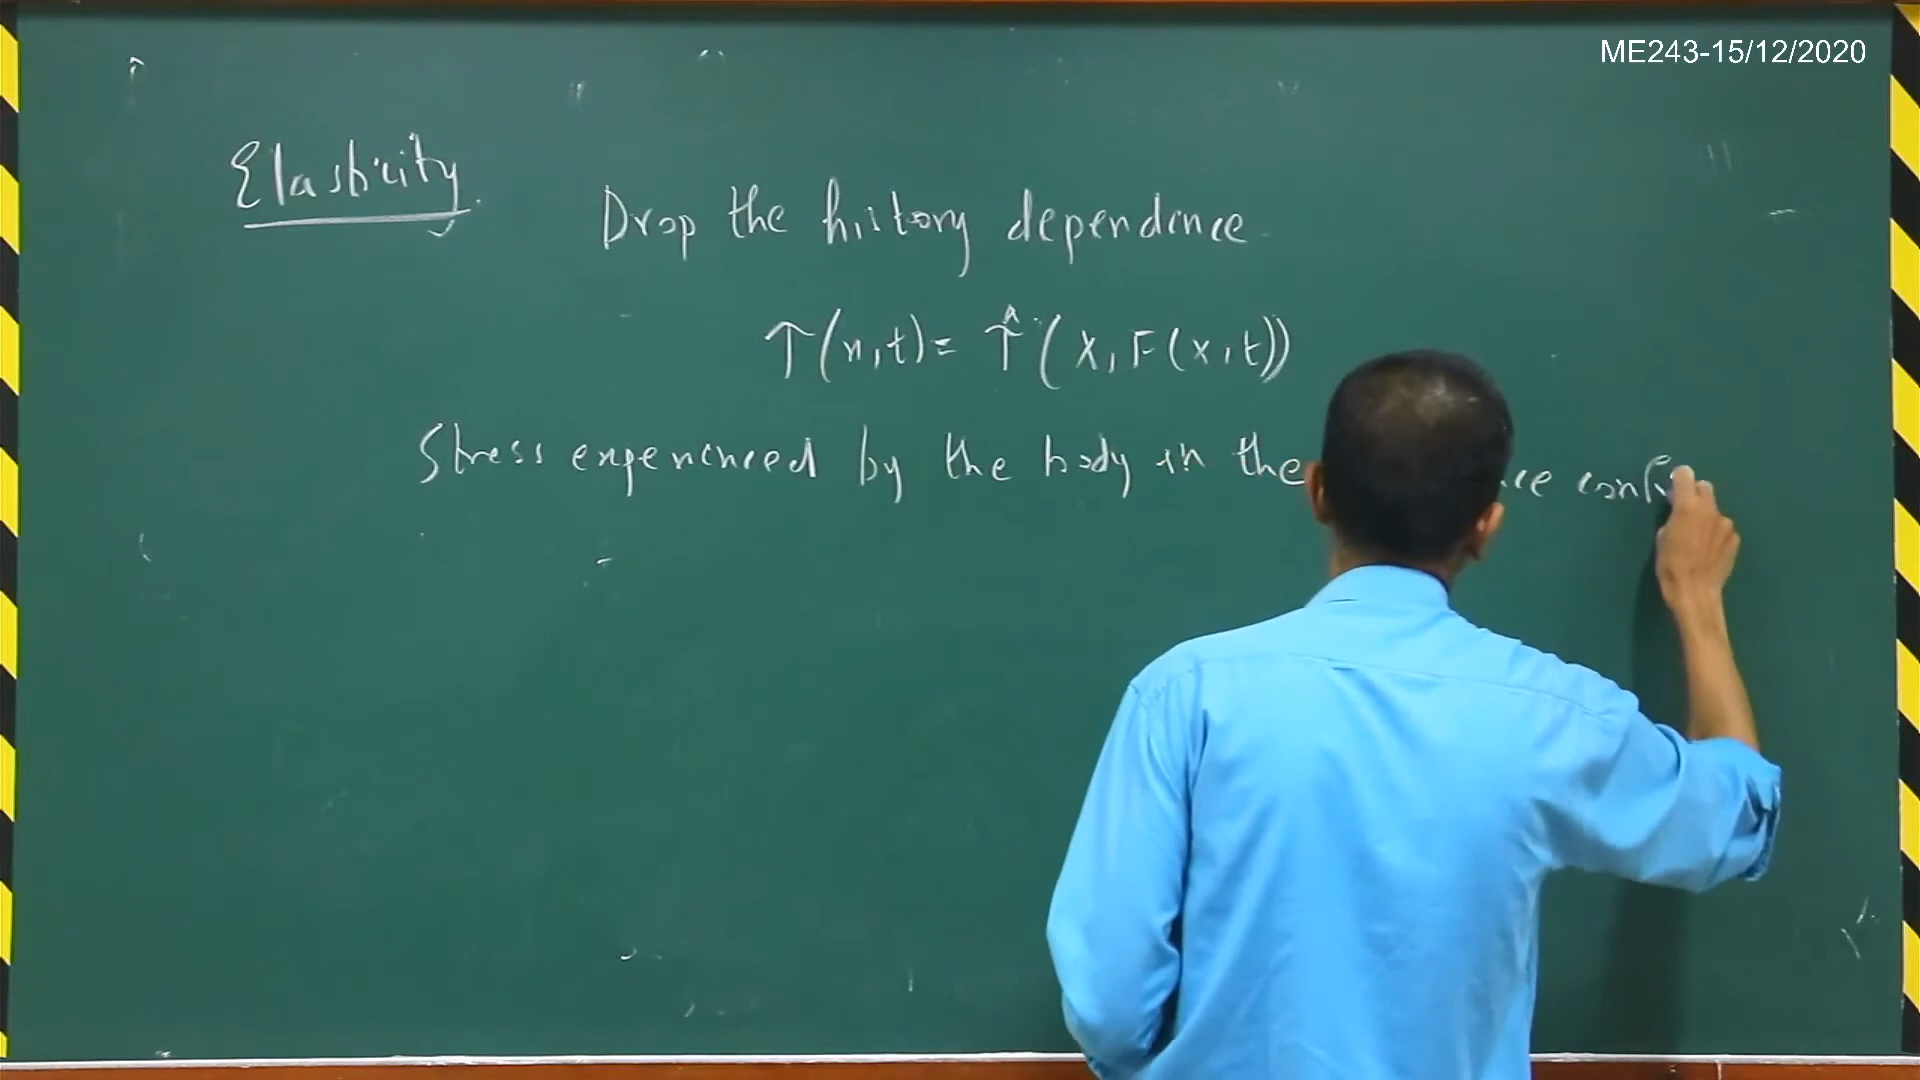 ME243-15/12/2020
Elasticity
Drop the history dependence
T(x,t) = T̂(X, F(x,t))
Stress experienced by the body in the